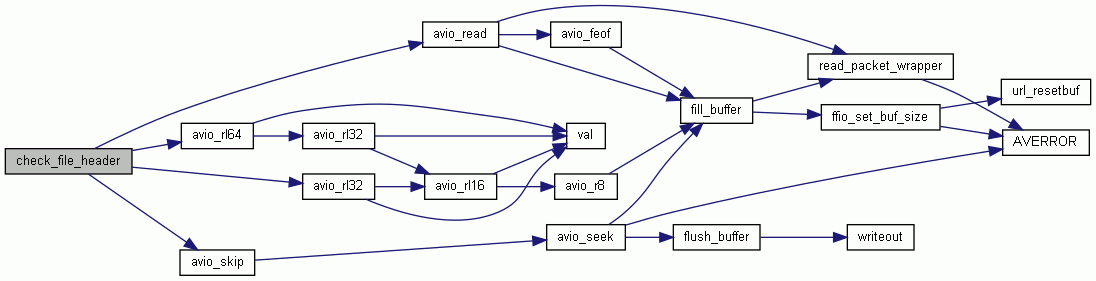 check_file_header
avio_read
avio_rl64
avio_rl32
avio_rl32
avio_skip
avio_feof
val
avio_rl16
avio_r8
avio_seek
fill_buffer
flush_buffer
read_packet_wrapper
ffio_set_buf_size
writeout
url_resetbuf
AVERROR